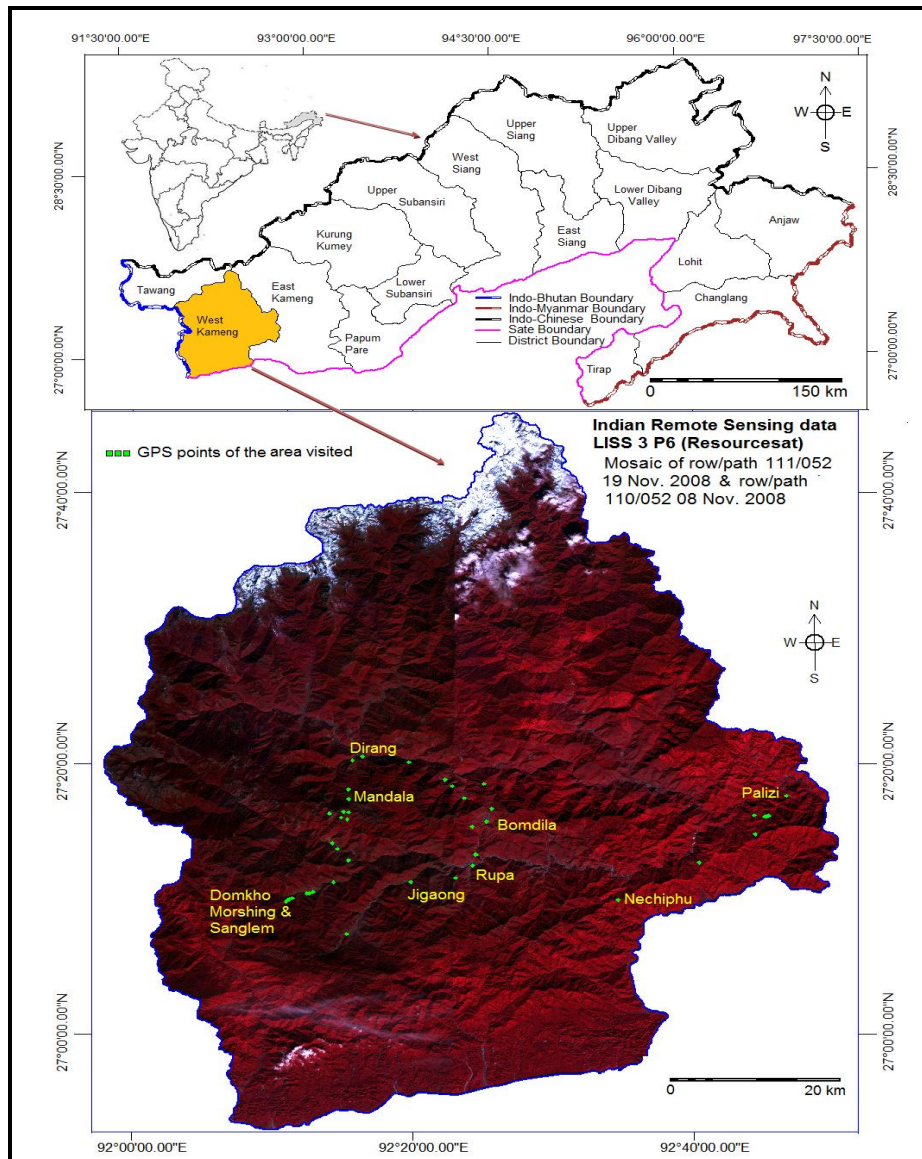 91°30'00.00"E 93°00'00.00"E 94°30'00.00"E 96°00'00.00"E 97°30'00.00"E
28°30'00.00"N
27°00'00.00"N
28°30'00.00"N
27°00'00.00"N
N
W E
S
Upper
Siang
Upper
Dibang Valley
West
Siang
Upper
Subansiri
Lower Dibang
Valley
Anjaw
Kurung
Kumey
East
Siang
Lohit
Tawang
East
Kameng
Lower
Subansiri
Changlang
West
Kameng
Papum
Pare
Tirap
Indo-Bhutan Boundary
Indo-Myanmar Boundary
Indo-Chinese Boundary
Sate Boundary
District Boundary
0 150 km
GPS points of the area visited
Indian Remote Sensing data
LISS 3 P6 (Resourcesat)
Mosaic of row/path 111/052
19 Nov. 2008 & row/path
110/052 08 Nov. 2008
27°40'00.00"N
27°20'00.00"N
27°00'00.00"N
27°40'00.00"N
27°20'00.00"N
27°00'00.00"N
N
W E
S
Dirang
Mandala
Palizi
Bomdila
Rupa
Domkho
Morshing &
Sanglem
Jigaong
Nechiphu
0 20 km
92°00'00.00"E 92°20'00.00"E 92°40'00.00"E